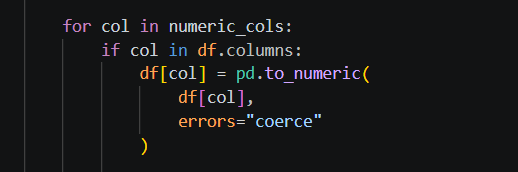 for col in numeric_cols:
    if col in df.columns:
        df[col] = pd.to_numeric(
            df[col],
            errors="coerce"
        )